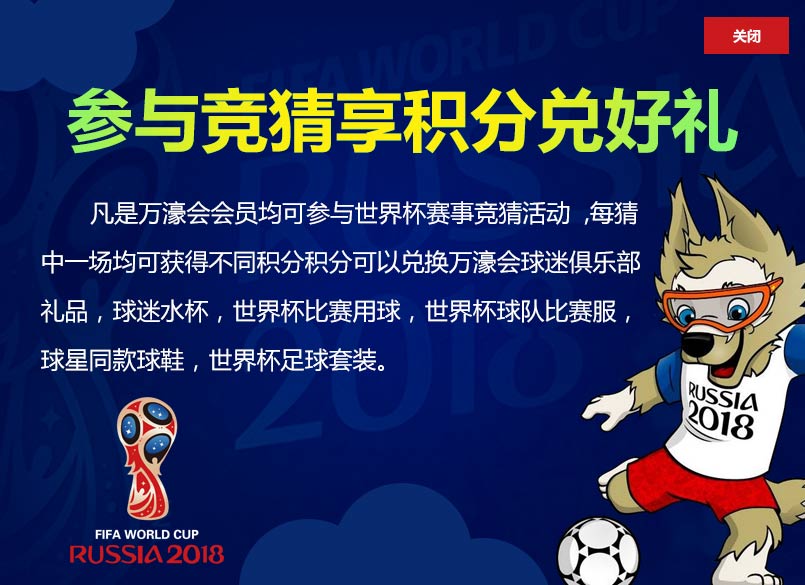 关闭
FIFA WORLD CUP
RUSSIA
2018
参与竞猜享积分兑好礼
凡是万濠会会员均可参与世界杯赛事竞猜活动 ,每猜
中一场均可获得不同积分积分可以兑换万濠会球迷俱乐部
礼品，球迷水杯，世界杯比赛用球，世界杯球队比赛服，
球星同款球鞋，世界杯足球套装。
RUSSIA
2018
FIFA WORLD CUP
RUSSIA 2018